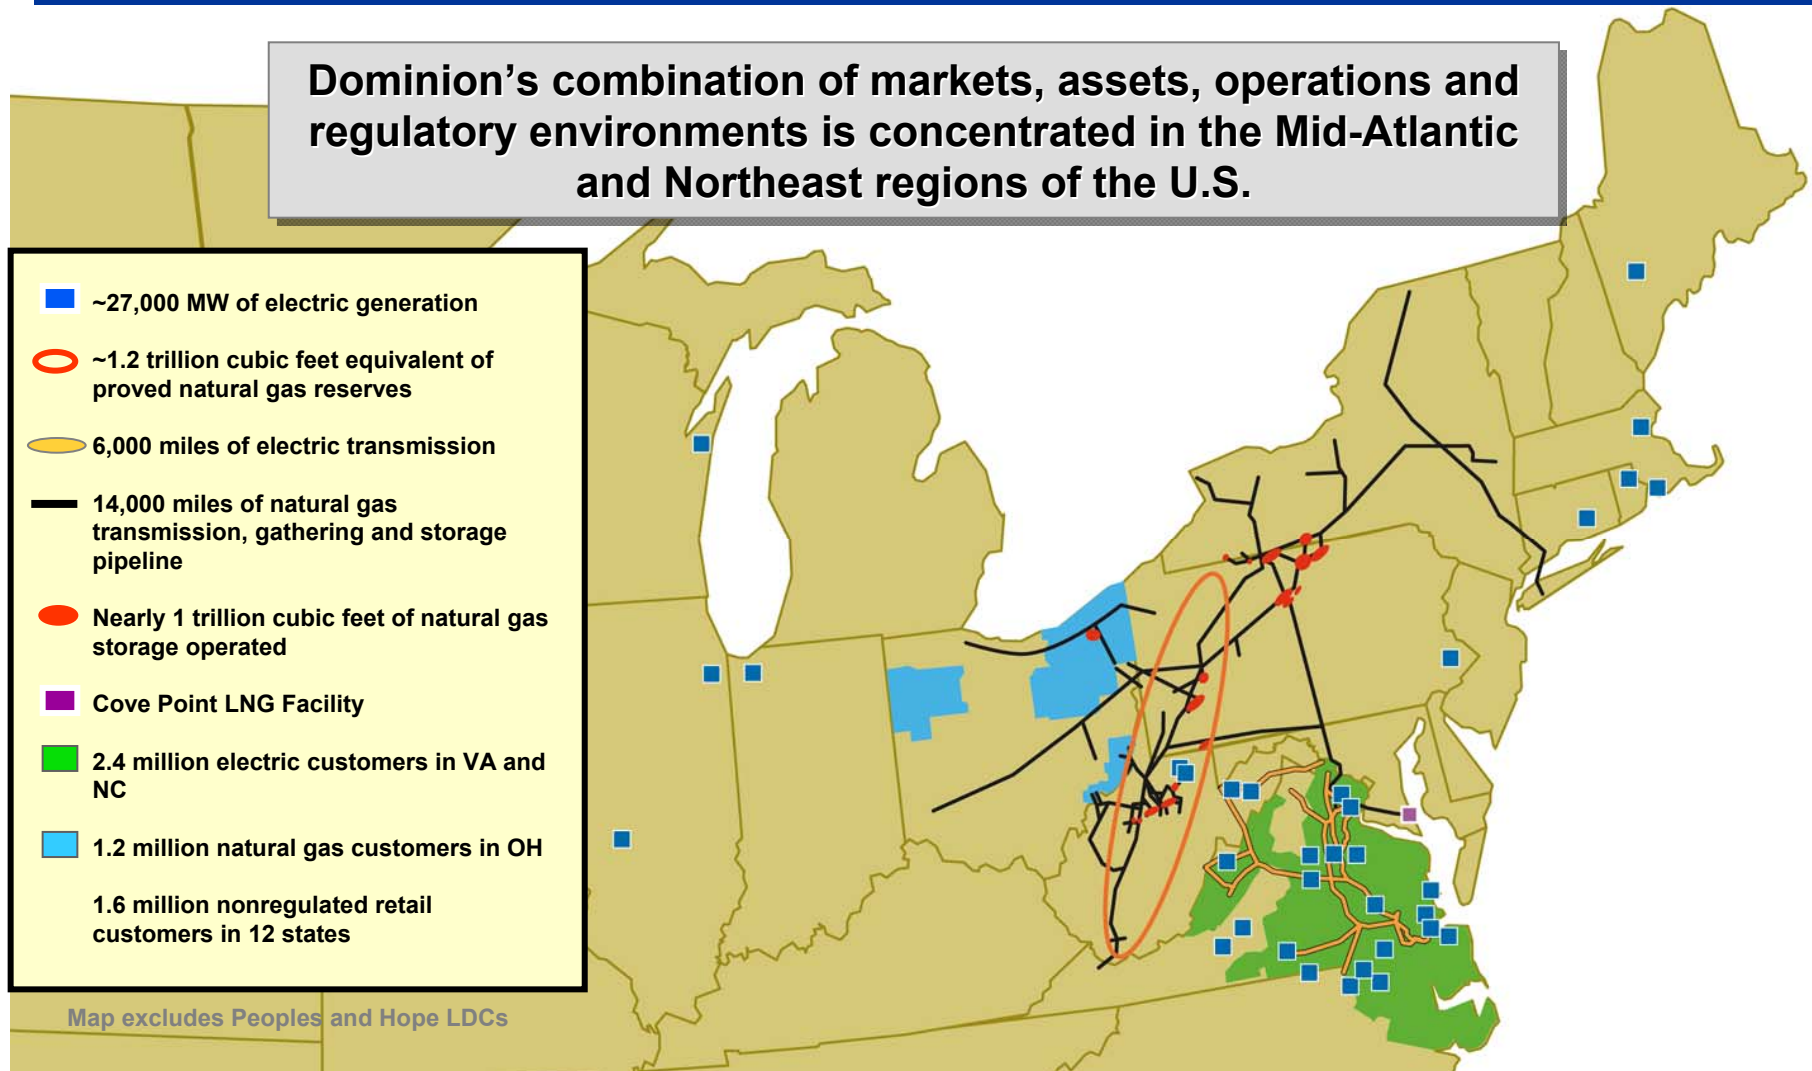 Dominion's combination of markets, assets, operations and
regulatory environments is concentrated in the Mid-Atlantic
and Northeast regions of the U.S.
~27,000 MW of electric generation
~1.2 trillion cubic feet equivalent of
proved natural gas reserves
6,000 miles of electric transmission
14,000 miles of natural gas
transmission, gathering and storage
pipeline
Nearly 1 trillion cubic feet of natural gas
storage operated
Cove Point LNG Facility
2.4 million electric customers in VA and
NC
1.2 million natural gas customers in OH
1.6 million nonregulated retail
customers in 12 states
Map excludes Peoples and Hope LDCs